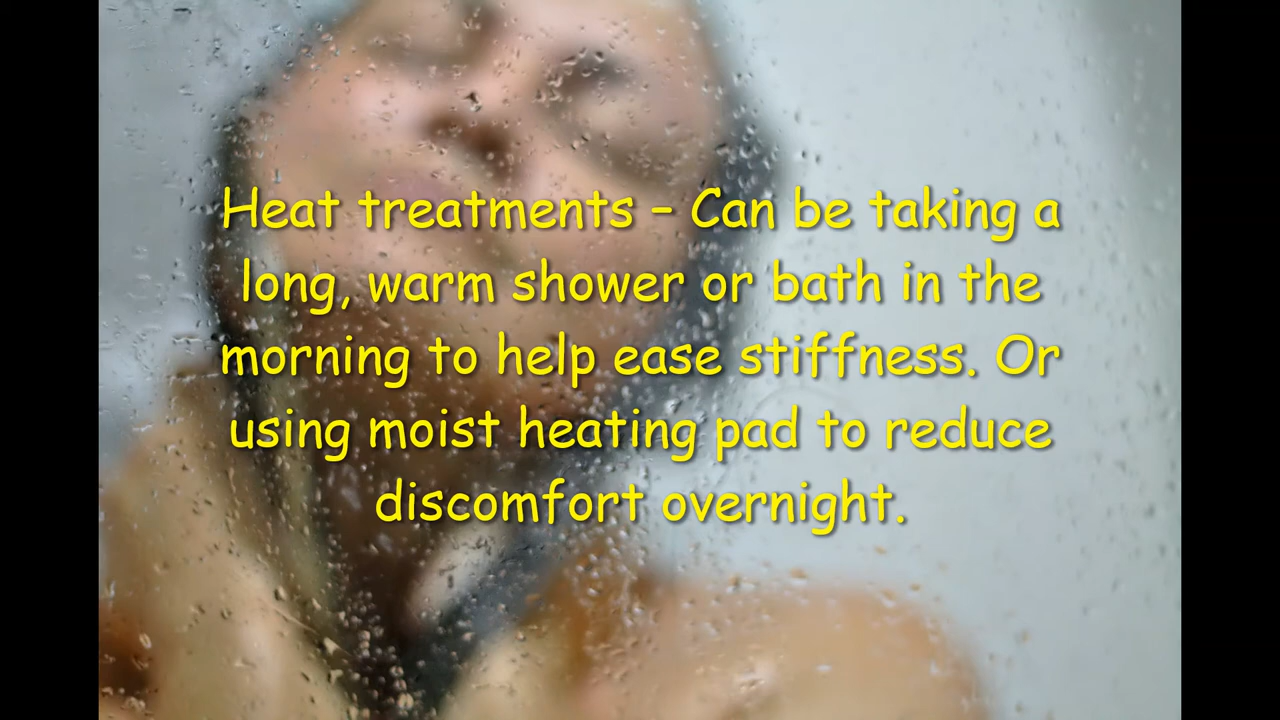 Heat treatments – Can be taking a
long, warm shower or bath in the
morning to help ease stiffness. Or
using moist heating pad to reduce
discomfort overnight.